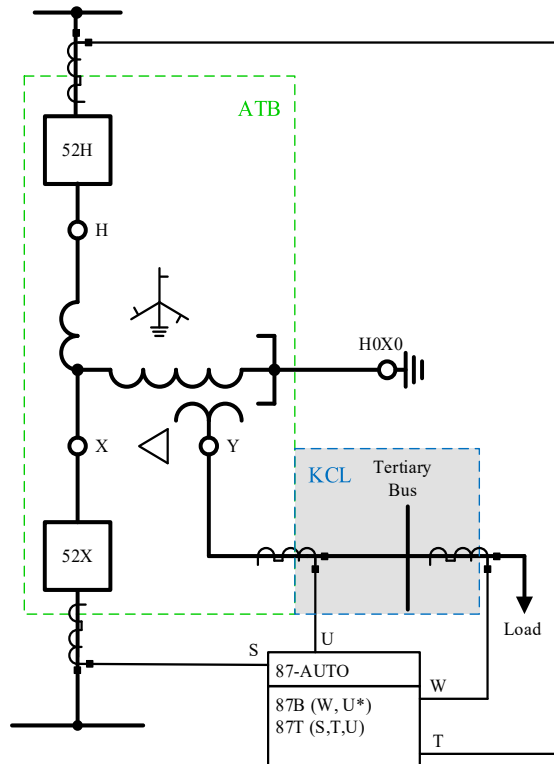 ATB
52H
H
H0X0
X
Y
KCL
Tertiary
Bus
52X
Load
U
S
87-AUTO
W
87B (W, U*)
87T (S,T,U)
T